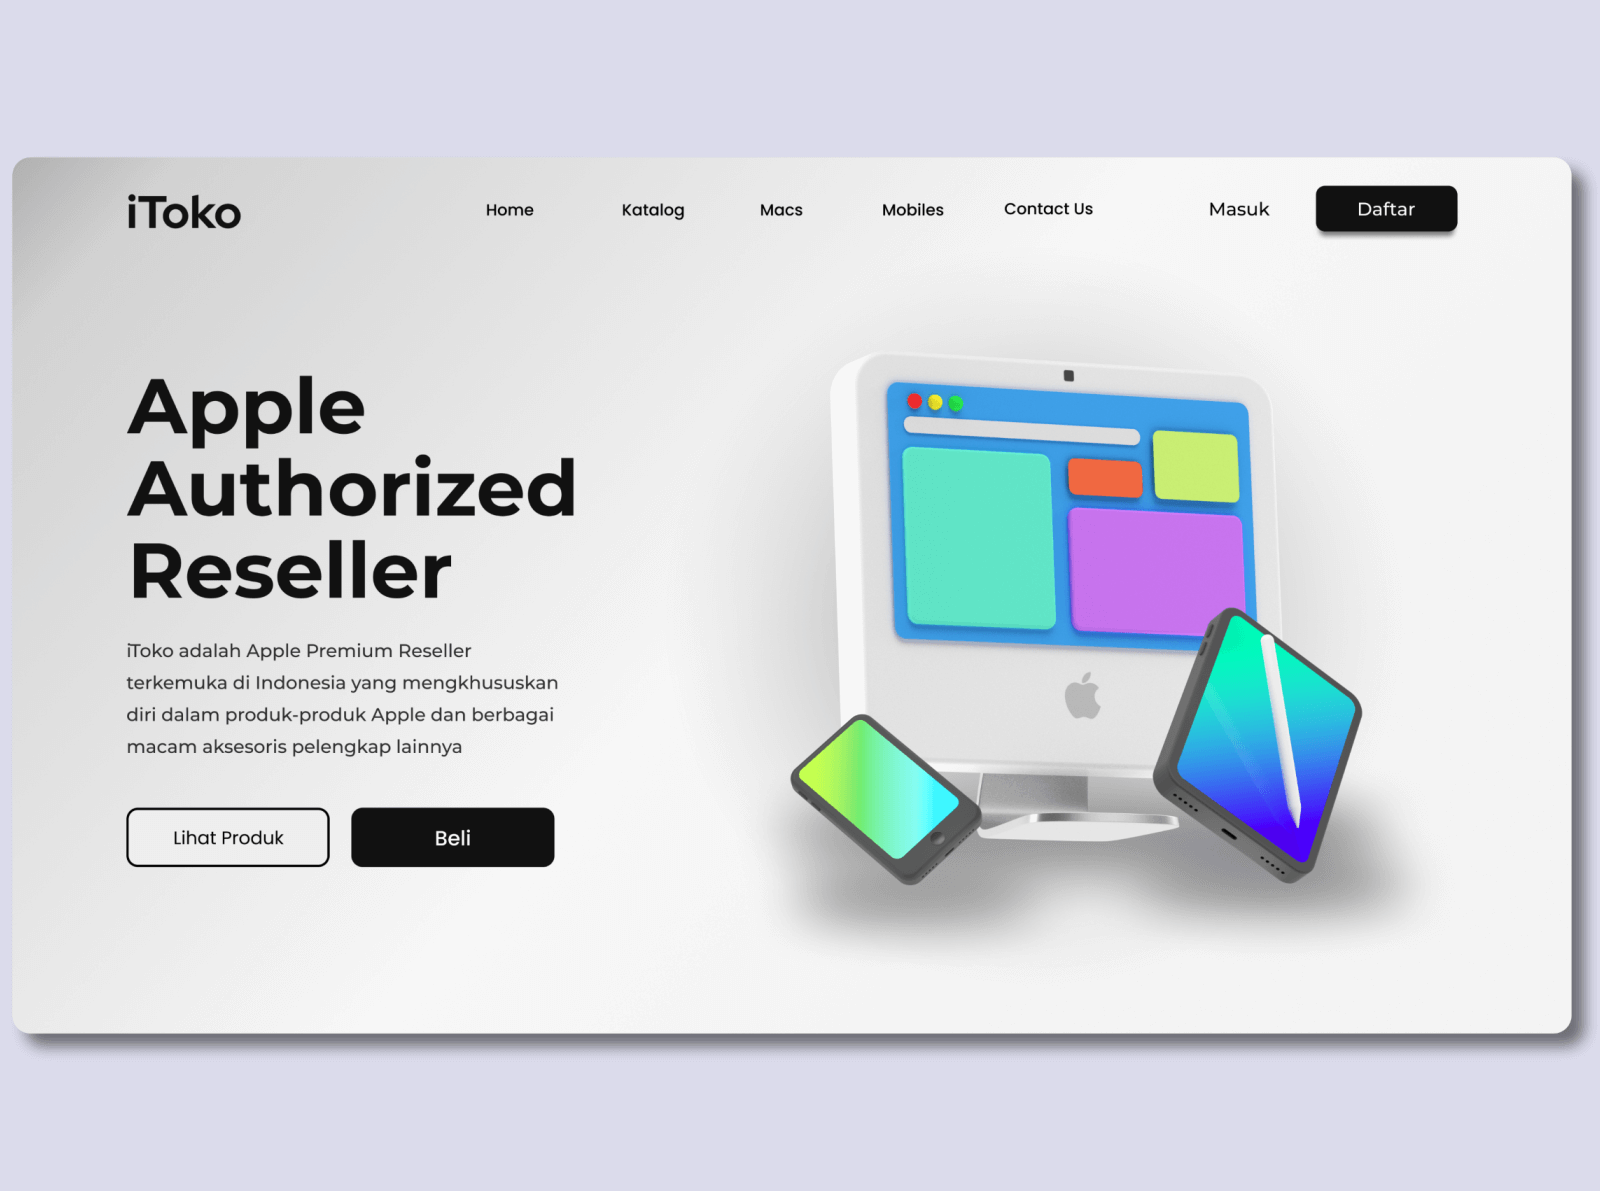 iToko
Home
Katalog
Macs
Mobiles
Contact Us
Masuk
Daftar
Apple
Authorized
Reseller
iToko adalah Apple Premium Reseller
terkemuka di Indonesia yang mengkhususkan
diri dalam produk-produk Apple dan berbagai
macam aksesoris pelengkap lainnya
Lihat Produk
Beli